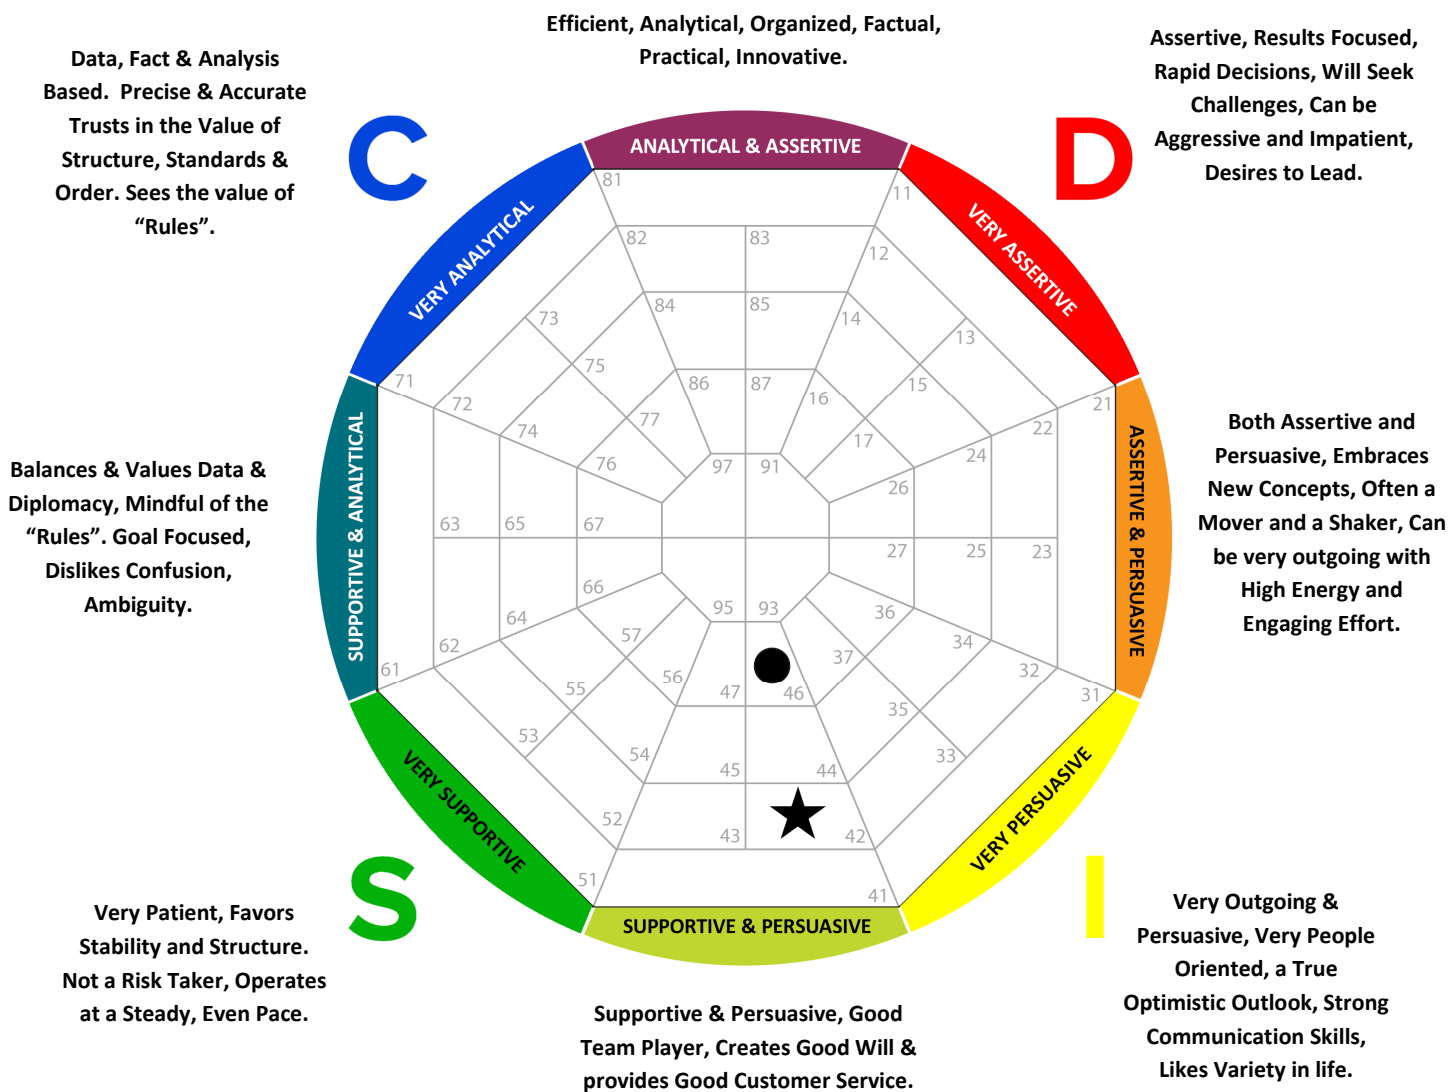 Efficient, Analytical, Organized, Factual,
Practical, Innovative.
Data, Fact & Analysis
Based.  Precise & Accurate
Trusts in the Value of
Structure, Standards &
Order. Sees the value of
“Rules”.
C
D
Assertive, Results Focused,
Rapid Decisions, Will Seek
Challenges, Can be
Aggressive and Impatient,
Desires to Lead.
ANALYTICAL & ASSERTIVE
VERY ANALYTICAL
VERY ASSERTIVE
81
11
82
83
12
84
85
14
73
13
75
15
86
87
16
71
72
77
17
21
22
74
24
76
97
91
26
63
65
67
27
25
23
66
95
93
36
64
57
34
62
37
32
61
56
47
46
31
55
35
53
33
54
45
44
52
43
42
51
41
SUPPORTIVE & ANALYTICAL
ASSERTIVE & PERSUASIVE
Balances & Values Data &
Diplomacy, Mindful of the
“Rules”. Goal Focused,
Dislikes Confusion,
Ambiguity.
Both Assertive and
Persuasive, Embraces
New Concepts, Often a
Mover and a Shaker, Can
be very outgoing with
High Energy and
Engaging Effort.
VERY SUPPORTIVE
VERY PERSUASIVE
SUPPORTIVE & PERSUASIVE
S
I
Very Patient, Favors
Stability and Structure.
Not a Risk Taker, Operates
at a Steady, Even Pace.
Supportive & Persuasive, Good
Team Player, Creates Good Will &
provides Good Customer Service.
Very Outgoing &
Persuasive, Very People
Oriented, a True
Optimistic Outlook, Strong
Communication Skills,
Likes Variety in life.